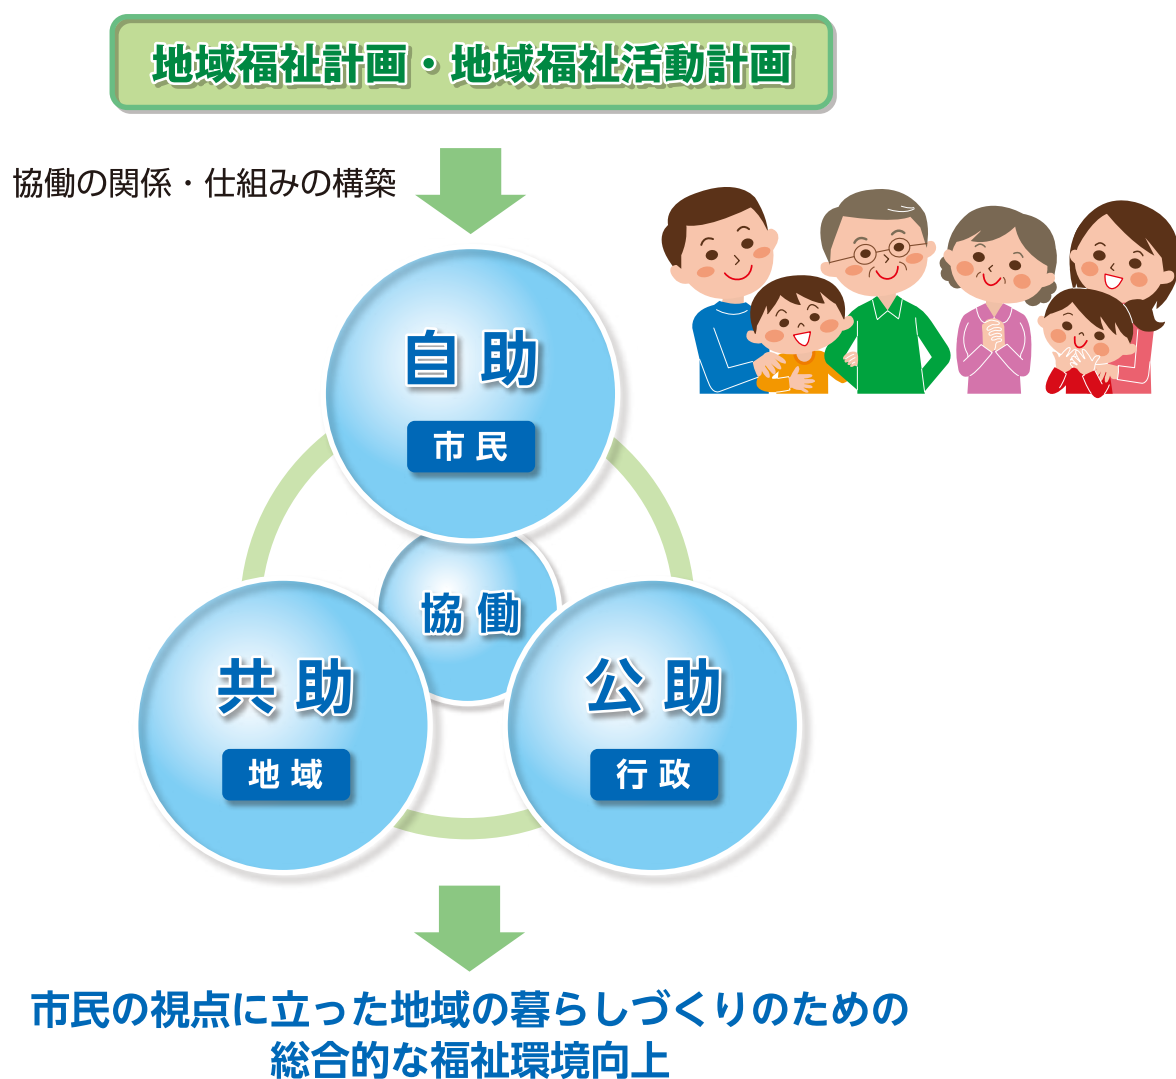 地域福祉計画・地域福祉活動計画
協働の関係・仕組みの構築
自助
市民
協働
共助
公助
地域
行政
市民の視点に立った地域の暮らしづくりのための
総合的な福祉環境向上